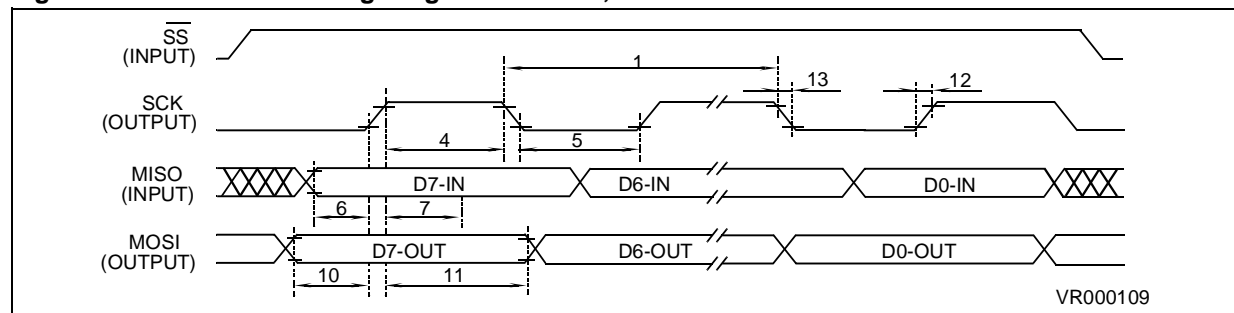 SS
(INPUT)
1
13
12
SCK
(OUTPUT)
4
5
MISO
(INPUT)
D7-IN
D6-IN
D0-IN
6
7
MOSI
(OUTPUT)
D7-OUT
D6-OUT
D0-OUT
10
11
VR000109